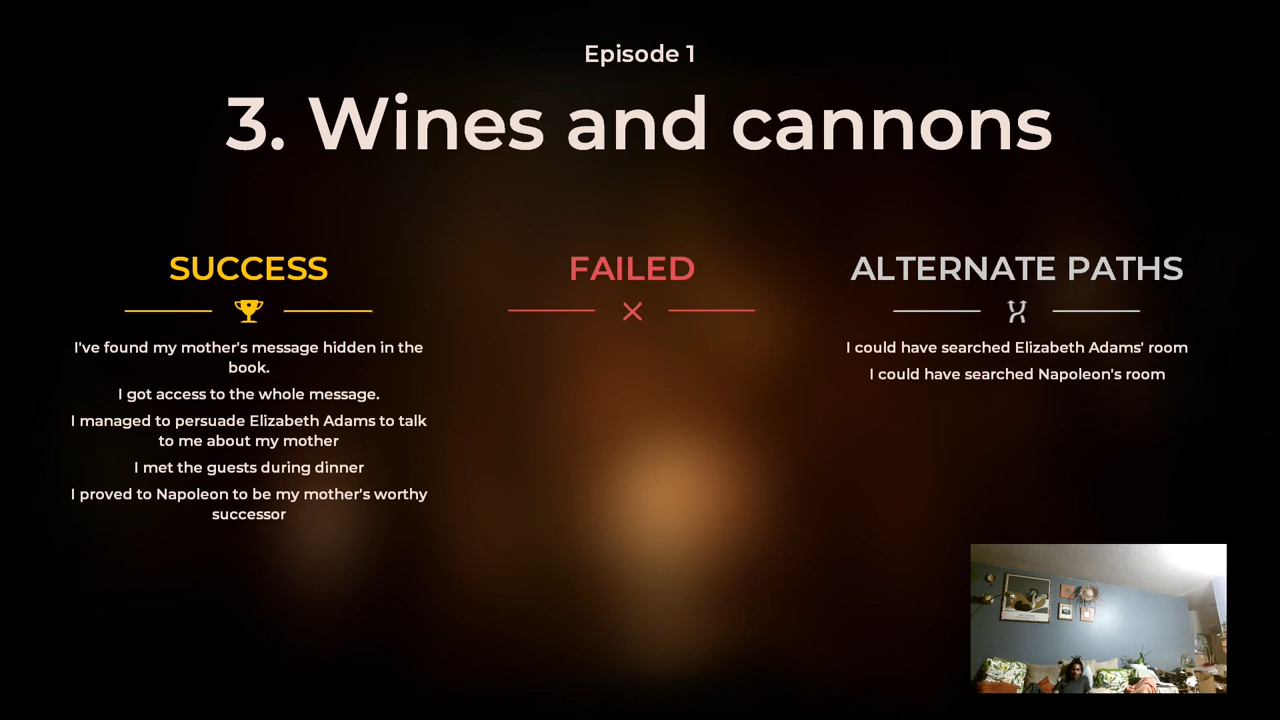 Episode 1
3. Wines and cannons
SUCCESS
I've found my mother's message hidden in the
book.
I got access to the whole message.
I managed to persuade Elizabeth Adams to talk
to me about my mother
I met the guests during dinner
I proved to Napoleon to be my mother's worthy
successor
FAILED
ALTERNATE PATHS
I could have searched Elizabeth Adams' room
I could have searched Napoleon's room